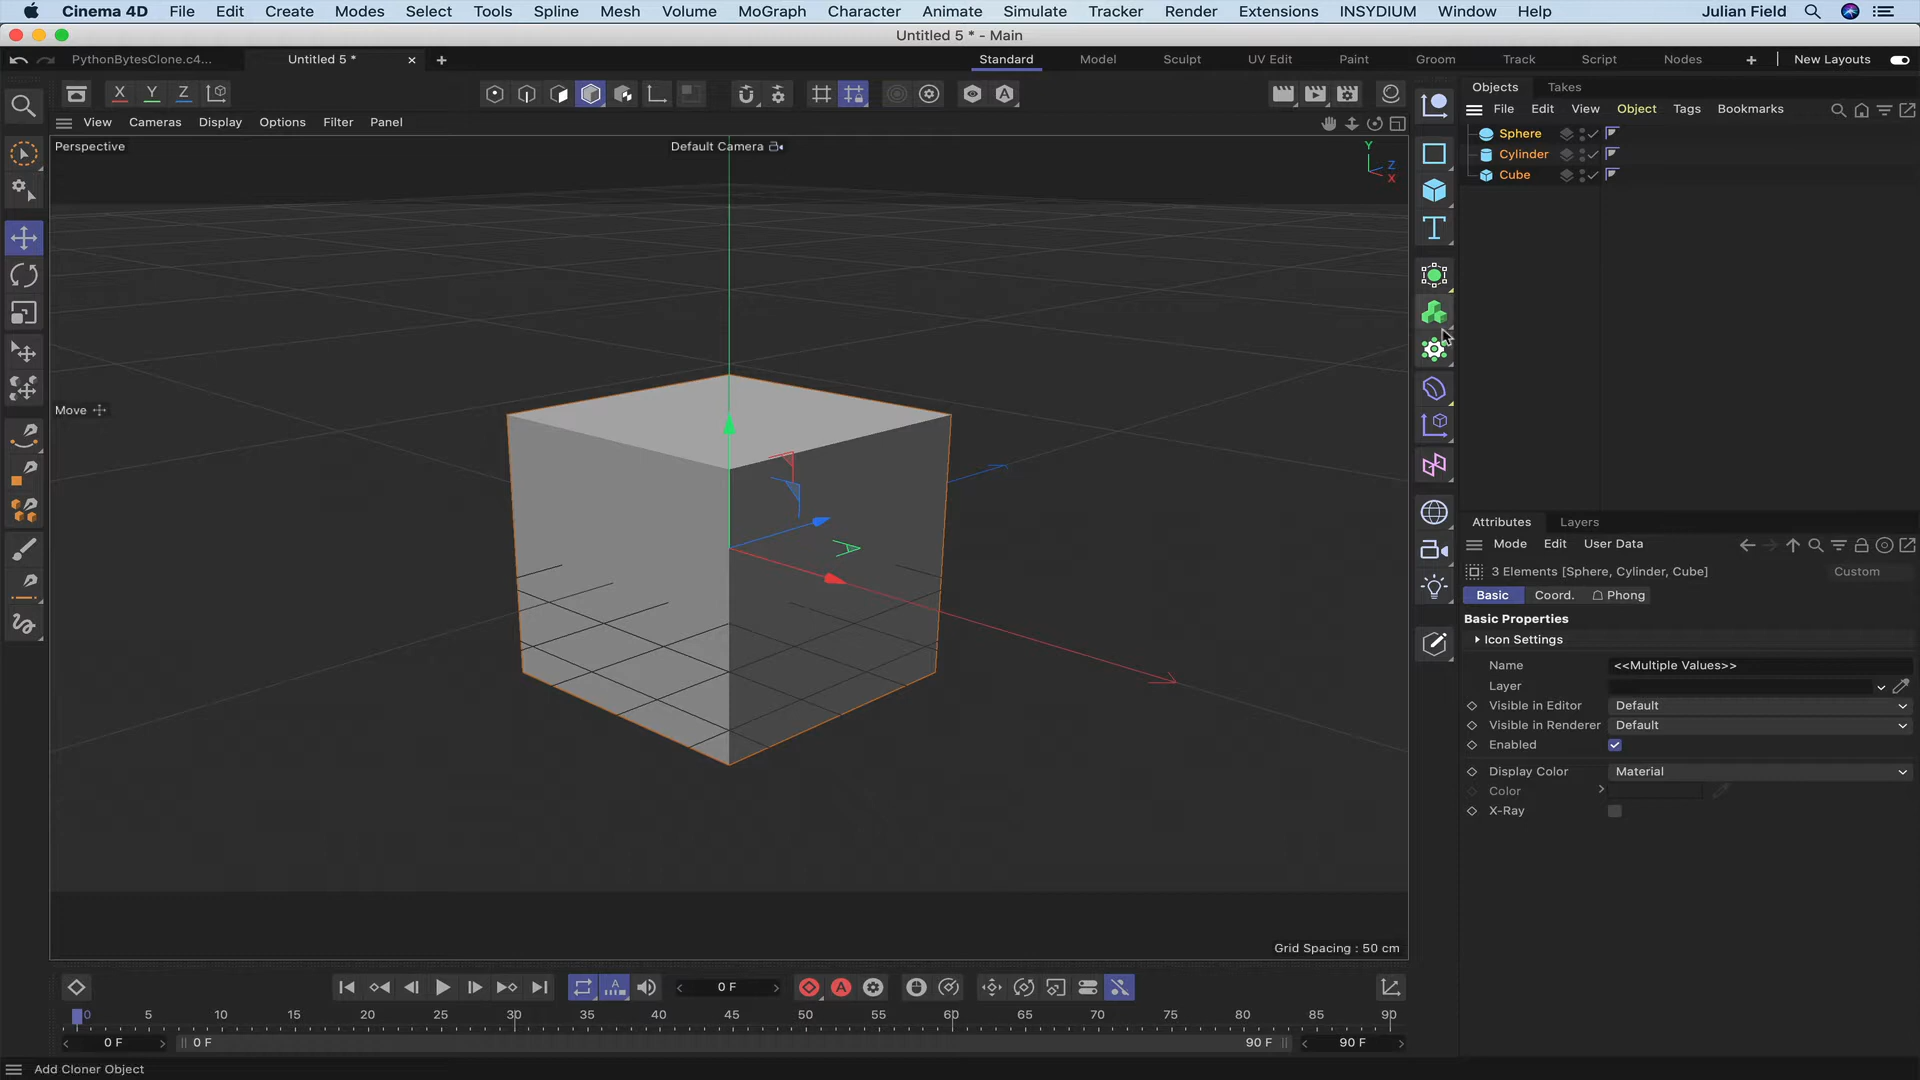 Cinema 4D File Edit Create Modes Select Tools Spline Mesh Volume MoGraph Character Animate Simulate Tracker Render Extensions INSYDIUM Window Help Julian Field
Untitled 5 * - Main
PythonBytesClone.c4... Untitled 5 * Standard Model Sculpt UV Edit Paint Groom Track Script Nodes New Layouts
X Y Z
Objects Takes
View Cameras Display Options Filter Panel
File Edit View Object Tags Bookmarks
Perspective
Default Camera
Y
Z
X
Sphere
Cylinder
Cube
Move
Attributes Layers
Mode Edit User Data
3 Elements [Sphere, Cylinder, Cube] Custom
Basic Coord. Phong
Basic Properties
Icon Settings
Name <<Multiple Values>>
Layer
Visible in Editor Default
Visible in Renderer Default
Enabled
Display Color Material
Color
X-Ray
Grid Spacing : 50 cm
0 F
0 5 10 15 20 25 30 35 40 45 50 55 60 65 70 75 80 85 90
0 F 0 F 90 F 90 F
Add Cloner Object